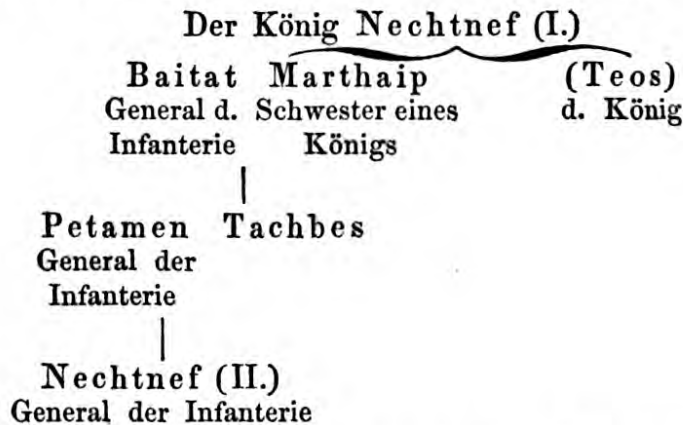 Der König Nechtnef (I.)
Baitat Marthaip (Teos)
General d. Schwester eines d. König
Infanterie Königs
Petamen Tachbes
General der
Infanterie
Nechtnef (II.)
General der Infanterie